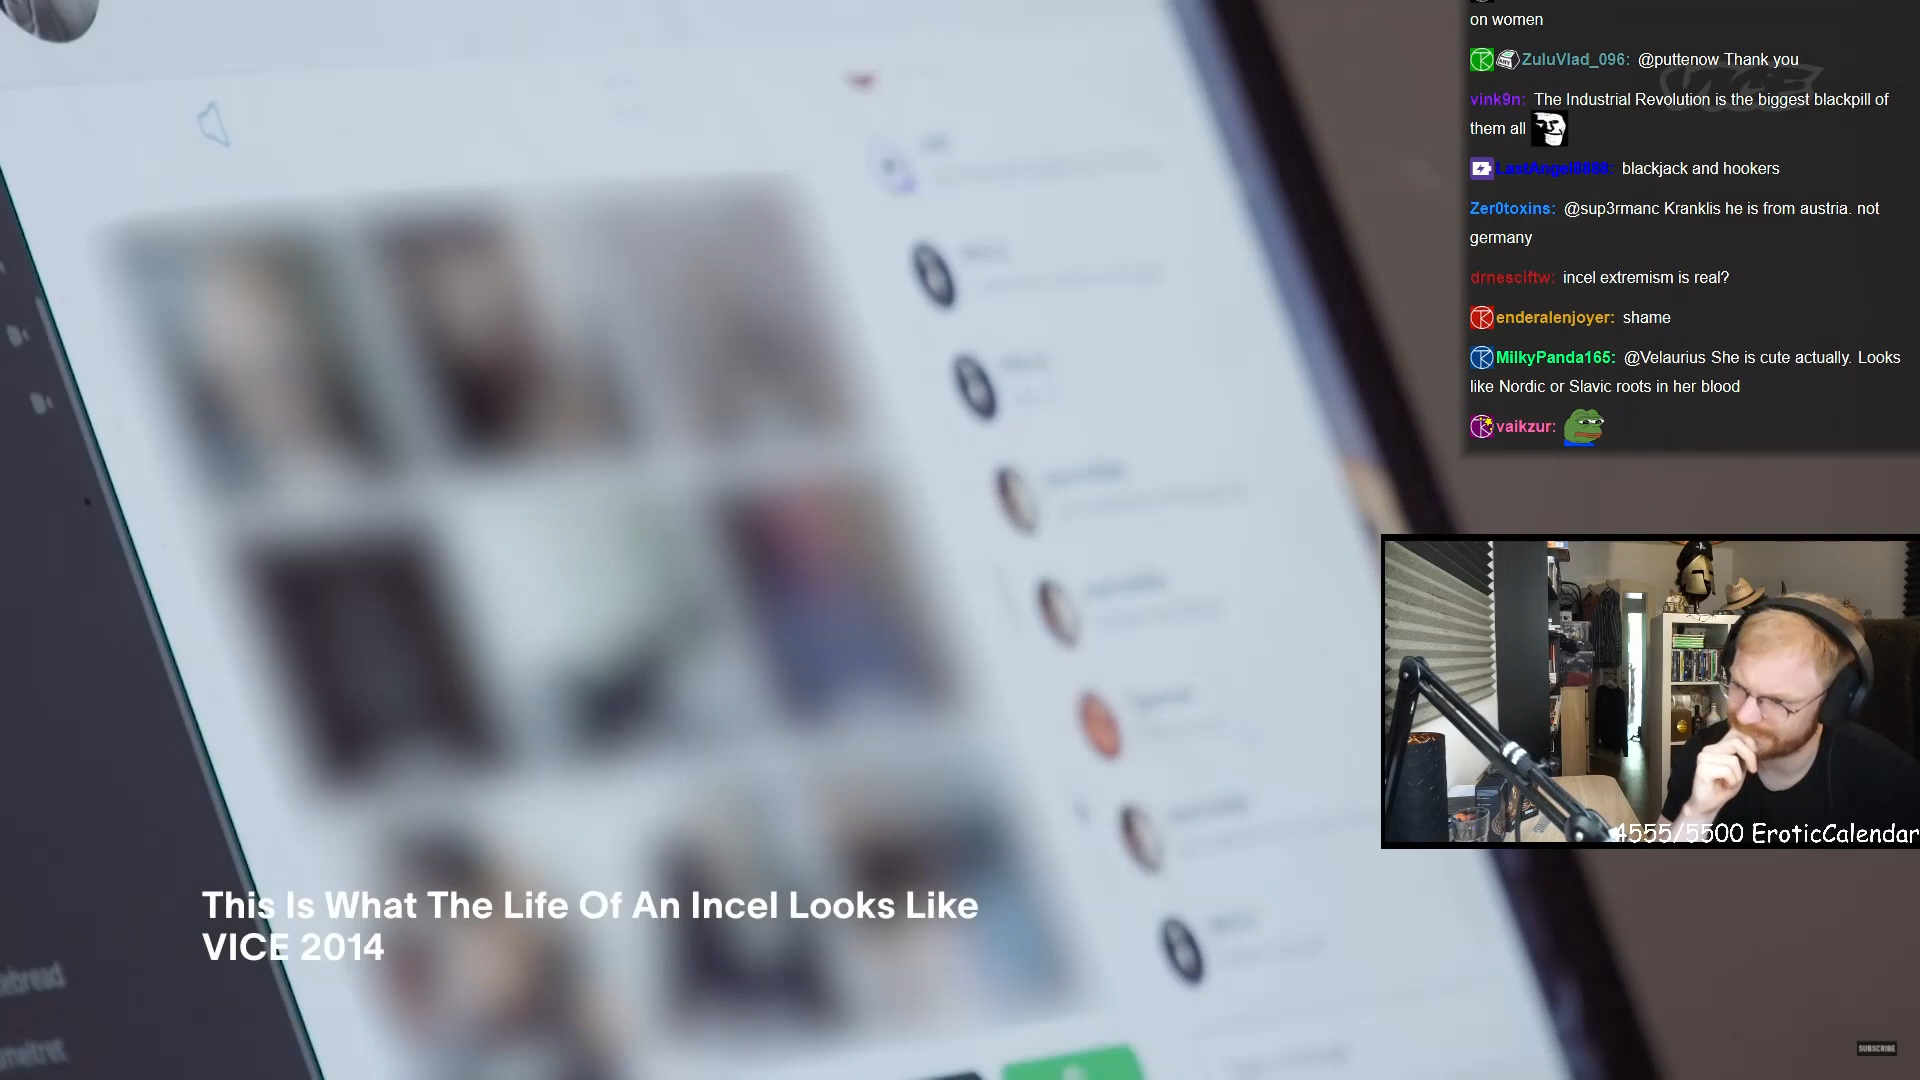 on women
ZuluVlad_096: @puttenow Thank you
VICE
vink9n: The Industrial Revolution is the biggest blackpill of
them all
LastAngel8888: blackjack and hookers
Zer0toxins: @sup3rmanc Kranklis he is from austria. not
germany
drnesciftw: incel extremism is real?
enderalenjoyer: shame
MilkyPanda165: @Velaurius She is cute actually. Looks
like Nordic or Slavic roots in her blood
vaikzur:
4555/5500 EroticCalendar
This Is What The Life Of An Incel Looks Like
VICE 2014
SUBSCRIBE